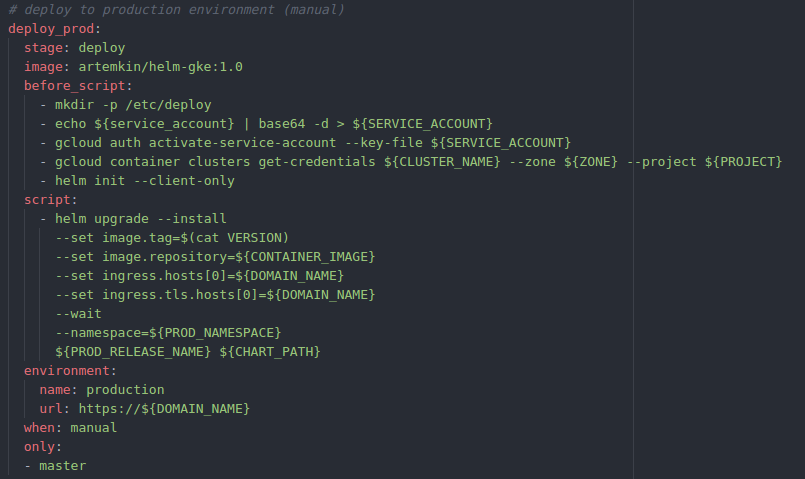 # deploy to production environment (manual)
deploy_prod:
  stage: deploy
  image: artemkin/helm-gke:1.0
  before_script:
    - mkdir -p /etc/deploy
    - echo ${service_account} | base64 -d > ${SERVICE_ACCOUNT}
    - gcloud auth activate-service-account --key-file ${SERVICE_ACCOUNT}
    - gcloud container clusters get-credentials ${CLUSTER_NAME} --zone ${ZONE} --project ${PROJECT}
    - helm init --client-only
  script:
    - helm upgrade --install
      --set image.tag=$(cat VERSION)
      --set image.repository=${CONTAINER_IMAGE}
      --set ingress.hosts[0]=${DOMAIN_NAME}
      --set ingress.tls.hosts[0]=${DOMAIN_NAME}
      --wait
      --namespace=${PROD_NAMESPACE}
      ${PROD_RELEASE_NAME} ${CHART_PATH}
  environment:
    name: production
    url: https://${DOMAIN_NAME}
  when: manual
  only:
  - master